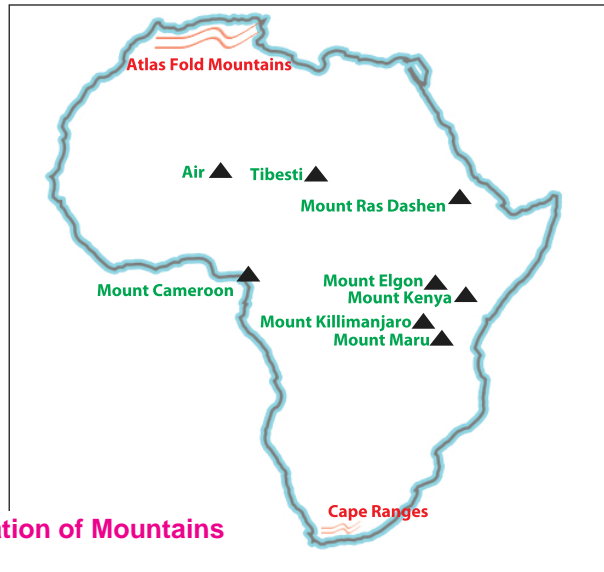 Atlas Fold Mountains
Air
Tibesti
Mount Ras Dashen
Mount Elgon
Mount Kenya
Mount Cameroon
Mount Killimanjaro
Mount Maru
Cape Ranges
ation of Mountains